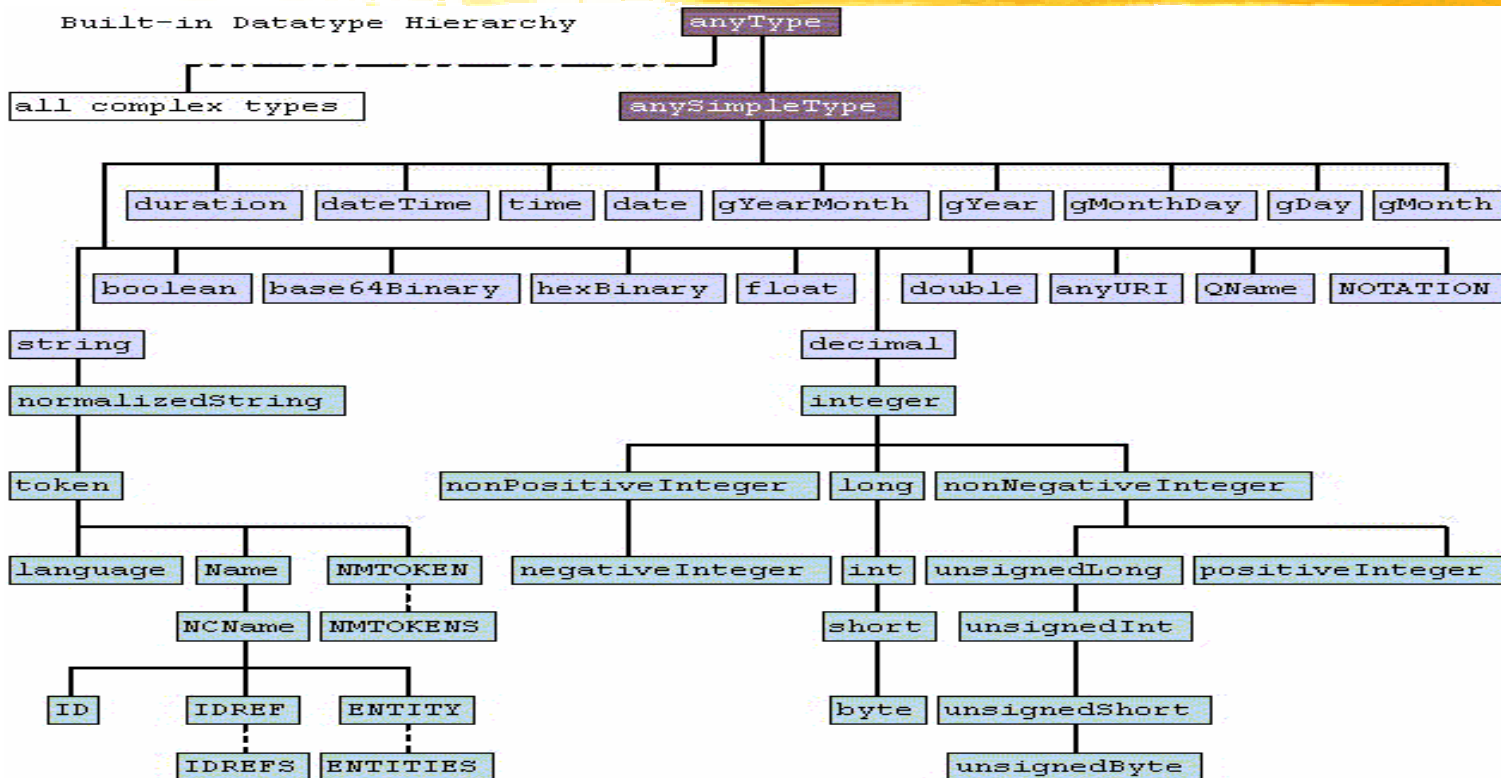 Built-in Datatype Hierarchy anyType
all complex types anySimpleType
duration dateTime time date gYearMonth gYear gMonthDay gDay gMonth
boolean base64Binary hexBinary float double anyURI QName NOTATION
string decimal
normalizedString integer
token nonPositiveInteger long nonNegativeInteger
language Name NMTOKEN negativeInteger int unsignedLong positiveInteger
NCName NMTOKENS short unsignedInt
ID IDREF ENTITY byte unsignedShort
IDREFS ENTITIES unsignedByte